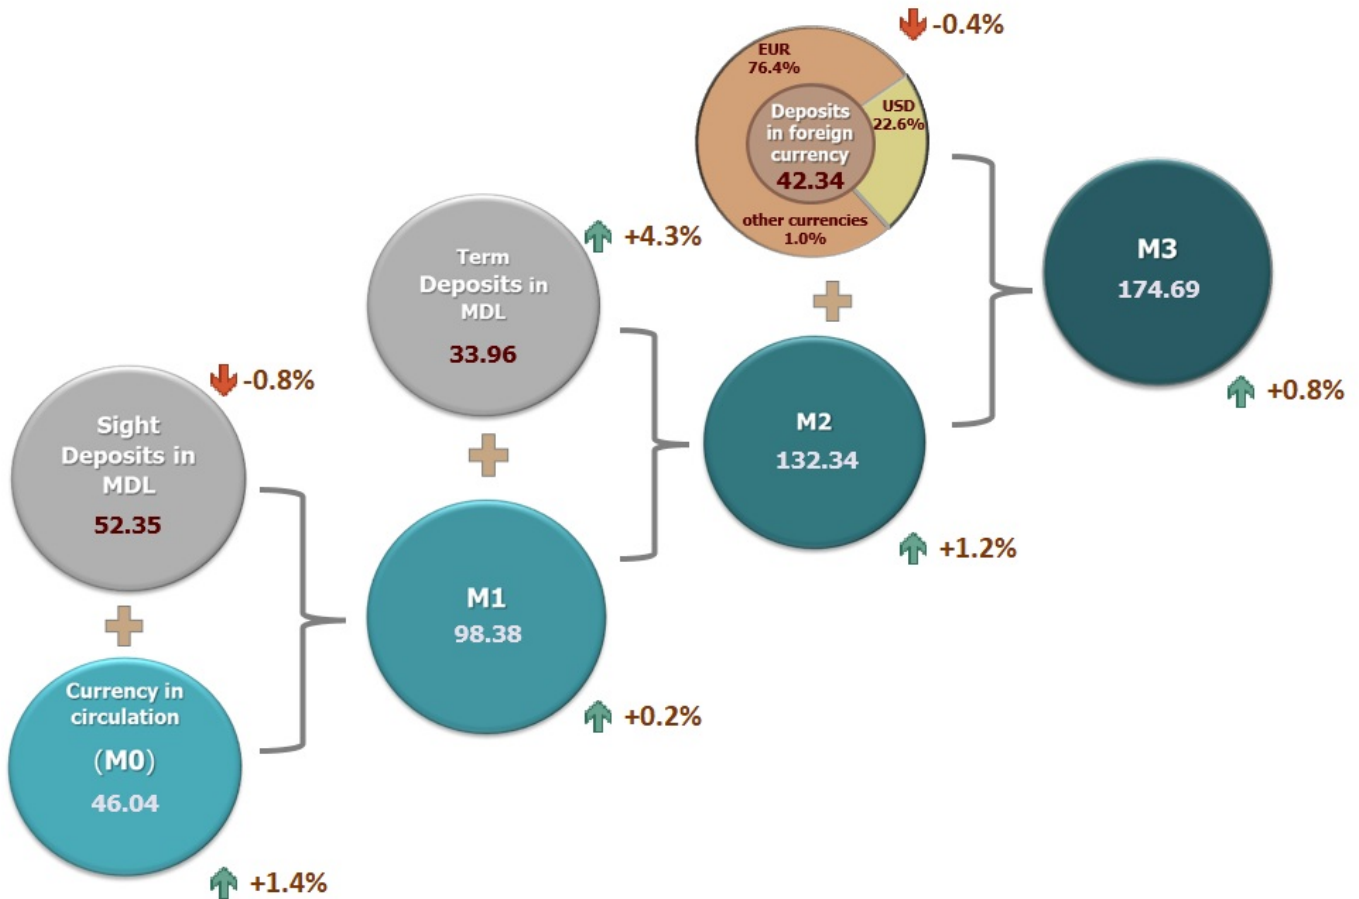 Sight
Deposits in
MDL
52.35
-0.8%
Currency in
circulation
(M0)
46.04
+1.4%
Term
Deposits in
MDL
33.96
+4.3%
M1
98.38
+0.2%
EUR
76.4%
USD
22.6%
other currencies
1.0%
Deposits
in foreign
currency
42.34
-0.4%
M2
132.34
+1.2%
M3
174.69
+0.8%